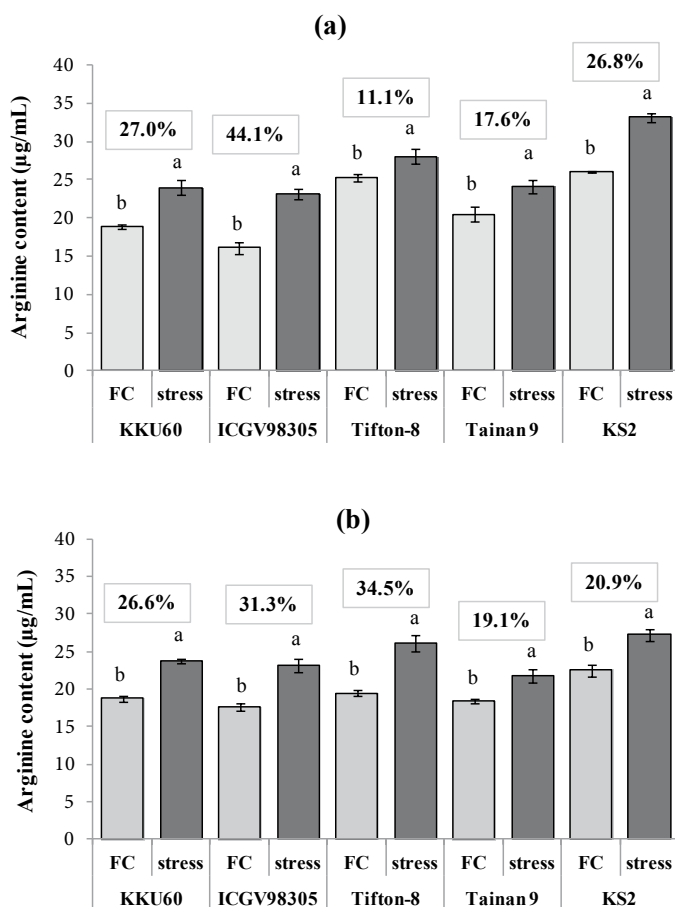 (a)
Arginine content (µg/mL)
40
35
30
25
20
15
10
5
0
27.0%
44.1%
11.1%
17.6%
26.8%
b a b a b a b a b a
FC stress FC stress FC stress FC stress FC stress
KKU60 ICGV98305 Tifton-8 Tainan 9 KS2
(b)
Arginine content (µg/mL)
40
35
30
25
20
15
10
5
0
26.6%
31.3%
34.5%
19.1%
20.9%
b a b a b a b a b a
FC stress FC stress FC stress FC stress FC stress
KKU60 ICGV98305 Tifton-8 Tainan 9 KS2